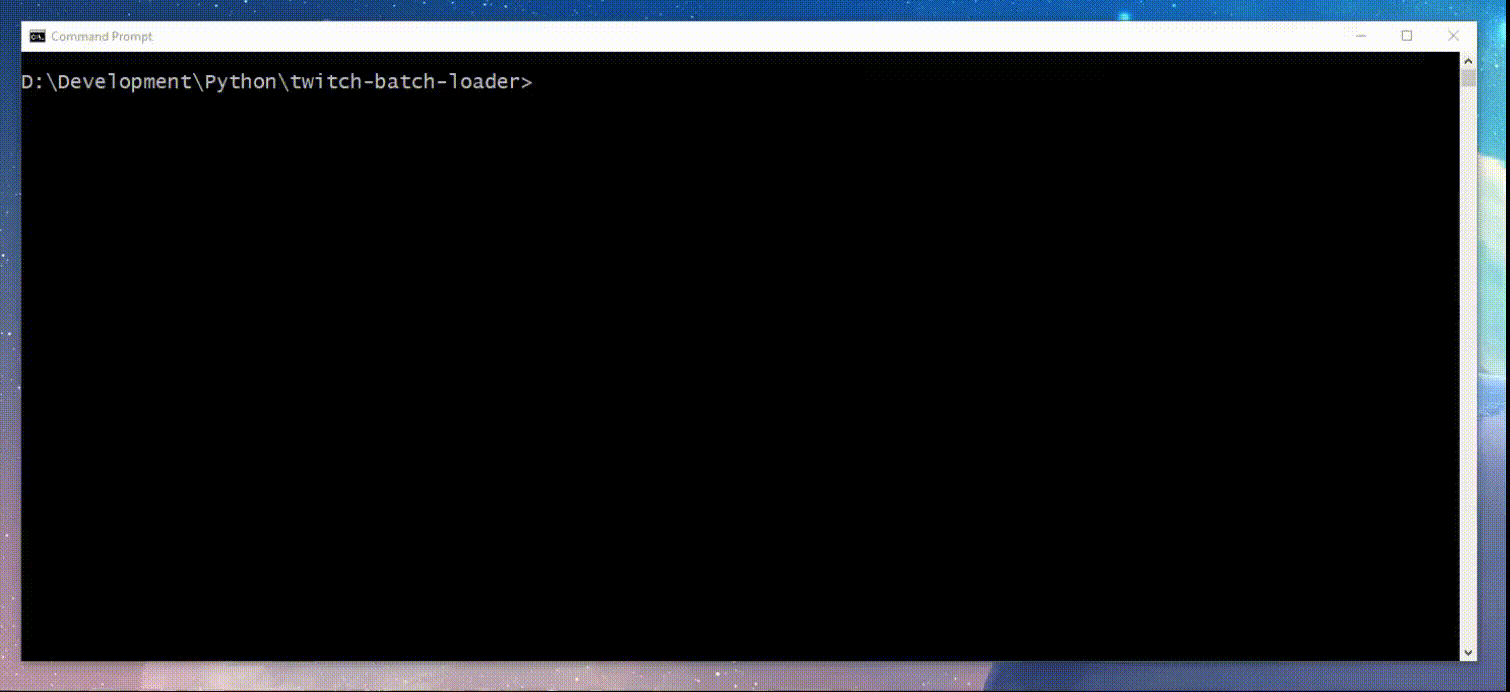 Command Prompt
D:\Development\Python\twitch-batch-loader>